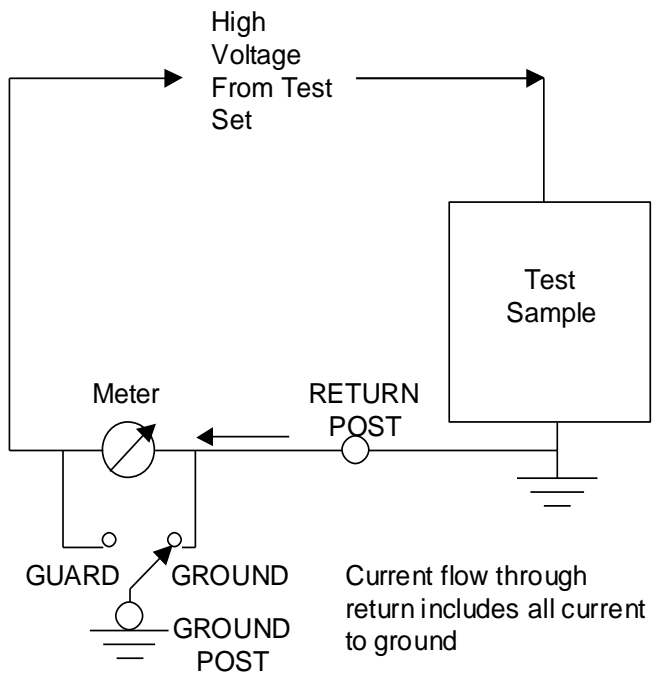 High
Voltage
From Test
Set
Test
Sample
Meter
RETURN
POST
GUARD
GROUND
GROUND
POST
Current flow through
return includes all current
to ground